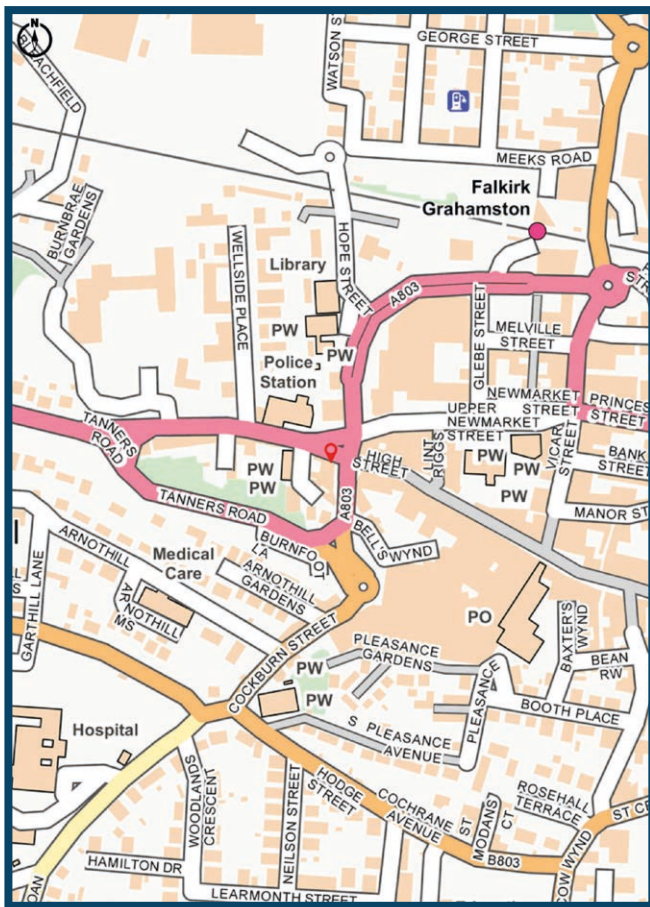 N
BLEACHFIELD
WATSON S
GEORGE STREET
MEEKS ROAD
Falkirk
Grahamston
BURNBRAE
GARDENS
WELLSIDE PLACE
HOPE STREET
Library
A803
STR
PW
PW
GLEBE STREET
MELVILLE
STREET
Police
Station
NEWMARKET
STREET
PRINCES
STREET
UPPER
NEWMARKET
STREET
TANNERS
ROAD
HIGH
STREET
LINT
RIGGS
VICAR
STREET
BANK
STREET
PW
PW
PW
PW
PW
TANNERS ROAD
A803
MANOR ST
BELL'S
WYND
BURNFOOT
LA
ARNOTHILL
Medical
Care
ARNOTHILL
GARDENS
GARTHILL LANE
ARNOTHILL
MS
PO
BAXTER'S
WYND
BEAN
RW
PLEASANCE
GARDENS
COCKBURN STREET
PW
PW
PLEASANCE
BOOTH PLACE
S PLEASANCE
AVENUE
Hospital
WOODLANDS
CRESCENT
NEILSON STREET
HODGE
STREET
COCHRANE
AVENUE
ST
MODANS
CT
ROSEHALL
TERRACE
ST CR
B803
COW WYND
HAMILTON DR
LEARMONTH STREET
OAN